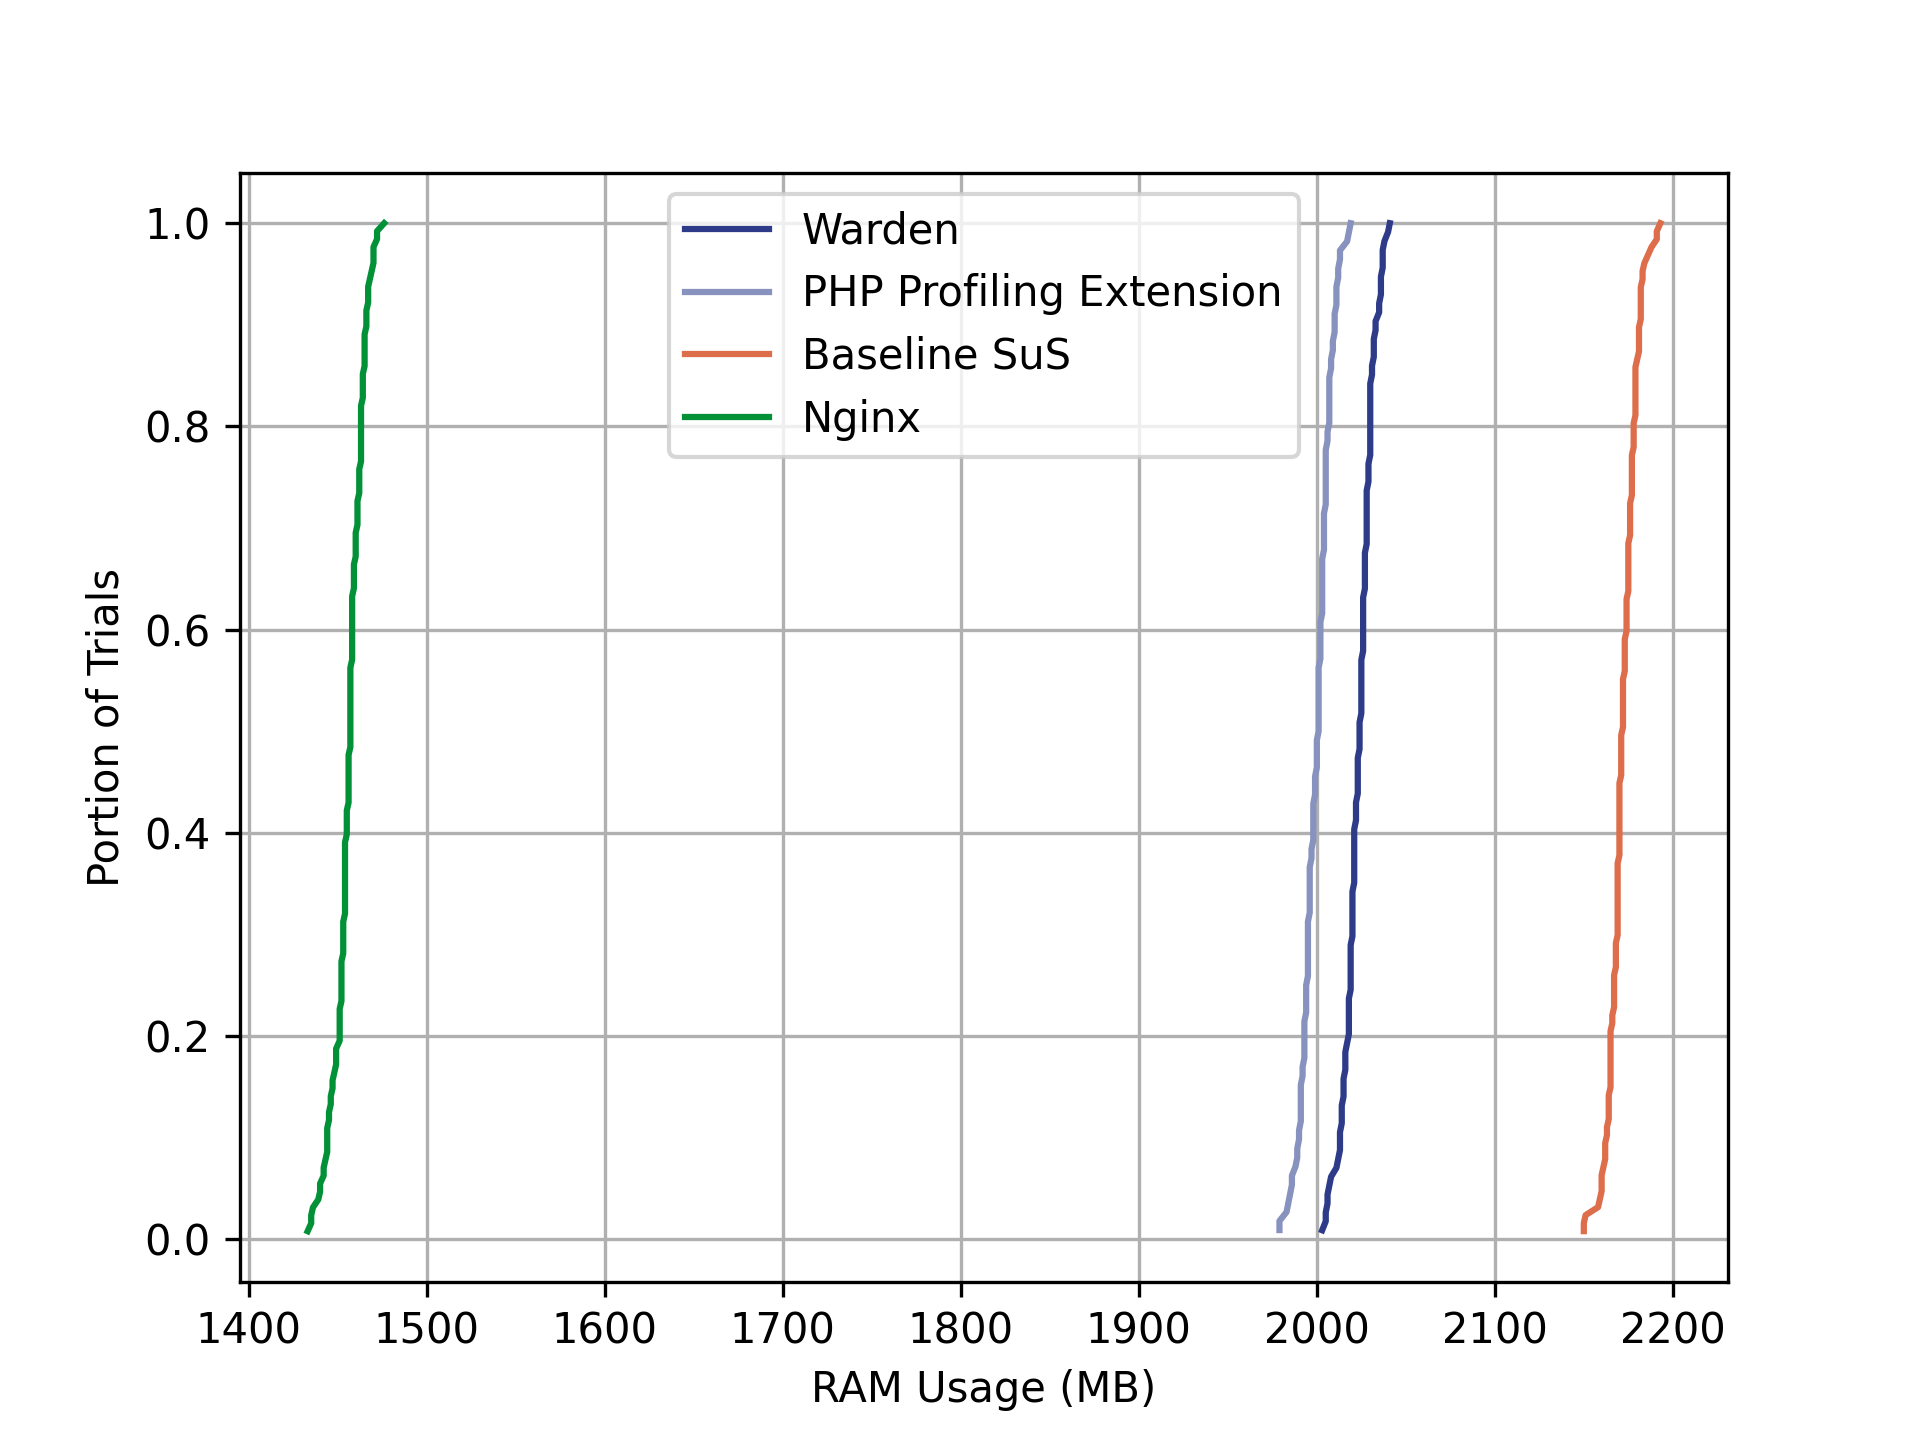 Warden
PHP Profiling Extension
Baseline SuS
Nginx
1.0
0.8
0.6
0.4
0.2
0.0
Portion of Trials
1400 1500 1600 1700 1800 1900 2000 2100 2200
RAM Usage (MB)